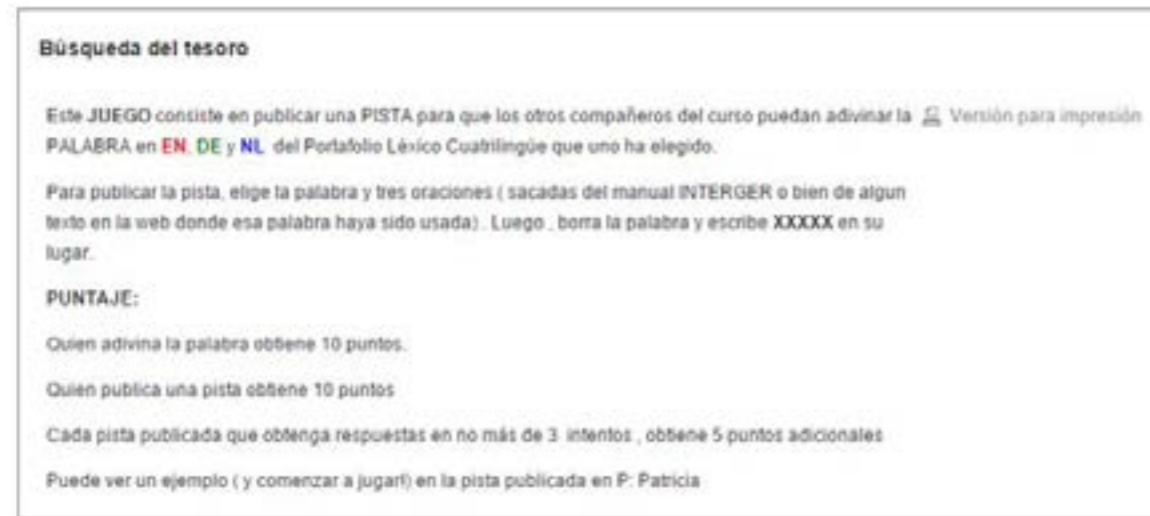 Búsqueda del tesoro
Este JUEGO consiste en publicar una PISTA para que los otros compañeros del curso puedan adivinar la Versión para impresión
PALABRA en EN, DE y NL del Portafolio Léxico Cuatrilingüe que uno ha elegido.
Para publicar la pista, elige la palabra y tres oraciones ( sacadas del manual INTERGER o bien de algun
texto en la web donde esa palabra haya sido usada) . Luego , borra la palabra y escribe XXXXX en su
lugar.
PUNTAJE:
Quien adivina la palabra obtiene 10 puntos.
Quien publica una pista obtiene 10 puntos
Cada pista publicada que obtenga respuestas en no más de 3 intentos , obtiene 5 puntos adicionales
Puede ver un ejemplo ( y comenzar a jugar!) en la pista publicada en P: Patricia